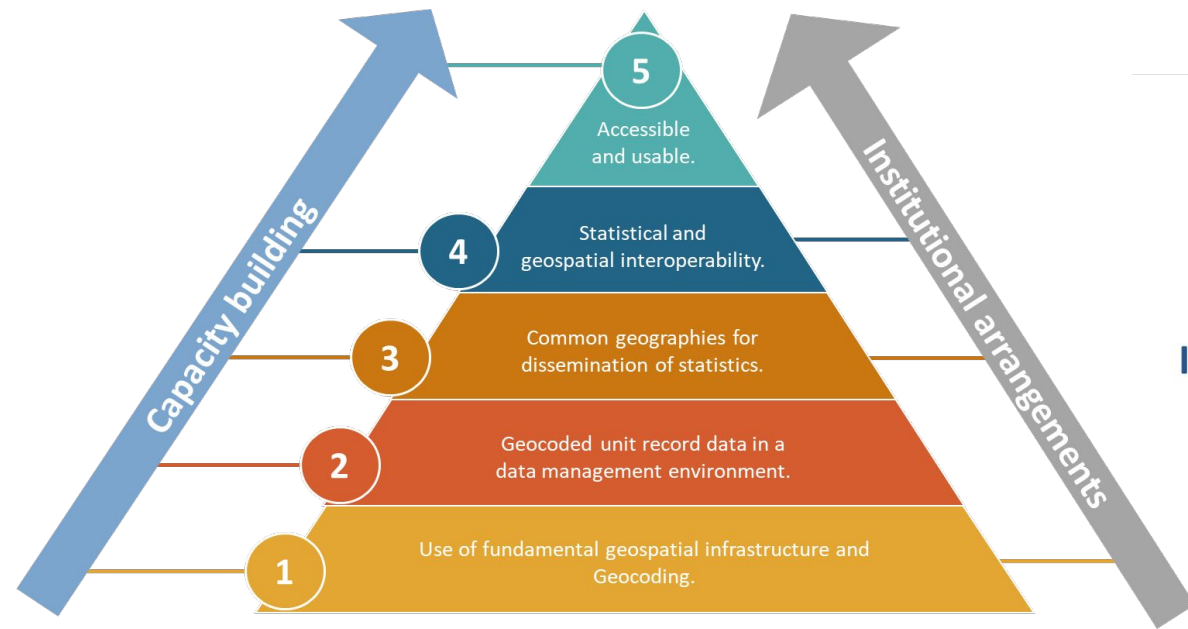 5
Accessible
and usable.
4
Statistical and
geospatial interoperability.
3
Common geographies for
dissemination of statistics.
2
Geocoded unit record data in a
data management environment.
1
Use of fundamental geospatial infrastructure and
Geocoding.
Capacity building
Institutional arrangements